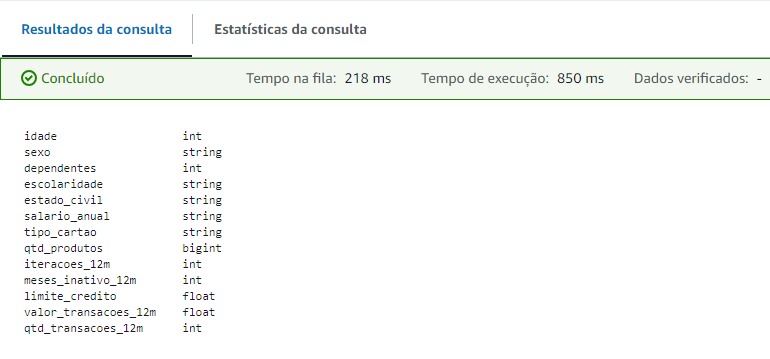 Resultados da consulta Estatísticas da consulta
Concluído Tempo na fila: 218 ms Tempo de execução: 850 ms Dados verificados: -
idade int
sexo string
dependentes int
escolaridade string
estado_civil string
salario_anual string
tipo_cartao string
qtd_produtos bigint
iteracoes_12m int
meses_inativo_12m int
limite_credito float
valor_transacoes_12m float
qtd_transacoes_12m int